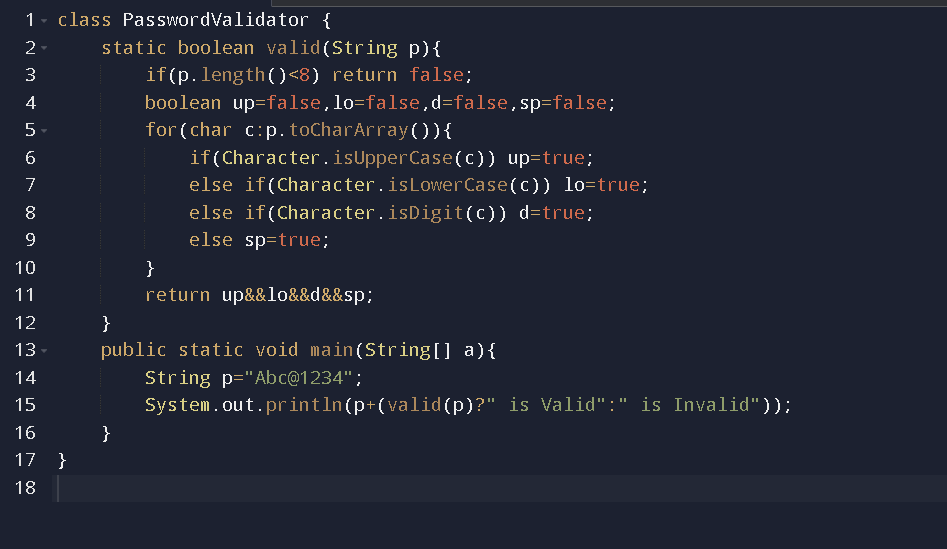 1 class PasswordValidator {
2     static boolean valid(String p){
3         if(p.length()<8) return false;
4         boolean up=false,lo=false,d=false,sp=false;
5         for(char c:p.toCharArray()){
6             if(Character.isUpperCase(c)) up=true;
7             else if(Character.isLowerCase(c)) lo=true;
8             else if(Character.isDigit(c)) d=true;
9             else sp=true;
10         }
11         return up&&lo&&d&&sp;
12     }
13     public static void main(String[] a){
14         String p="Abc@1234";
15         System.out.println(p+(valid(p)?" is Valid":" is Invalid"));
16     }
17 }
18